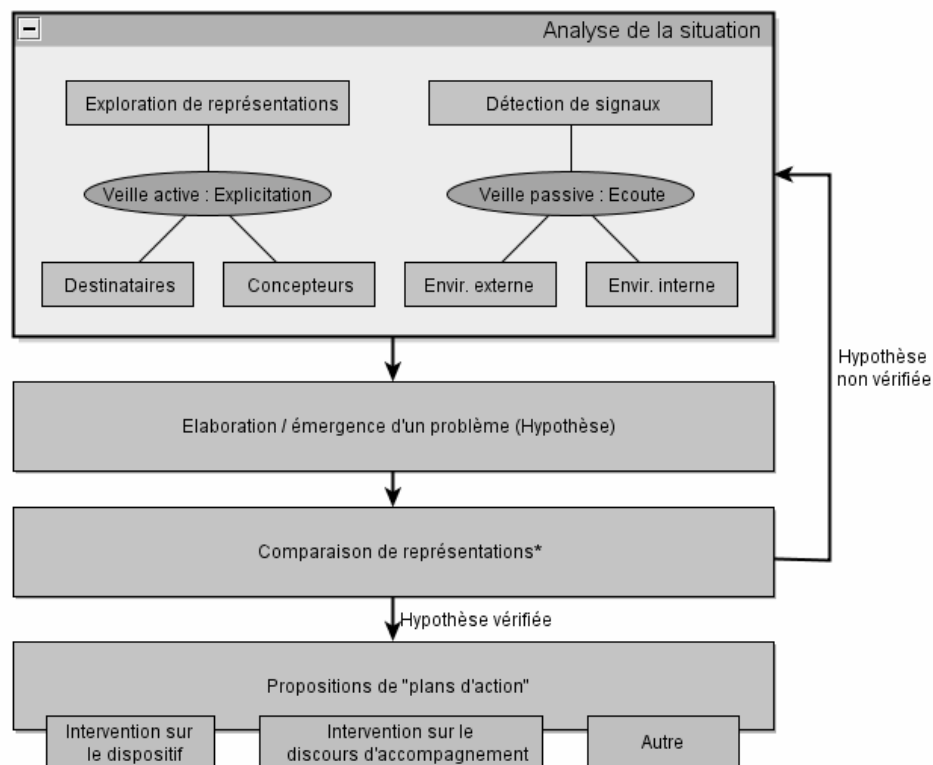 Analyse de la situation
Exploration de représentations
Détection de signaux
Veille active : Explicitation
Veille passive : Ecoute
Destinataires
Concepteurs
Envir. externe
Envir. interne
Hypothèse
non vérifiée
Elaboration / émergence d'un problème (Hypothèse)
Comparaison de représentations*
Hypothèse vérifiée
Propositions de "plans d'action"
Intervention sur
le dispositif
Intervention sur le
discours d'accompagnement
Autre